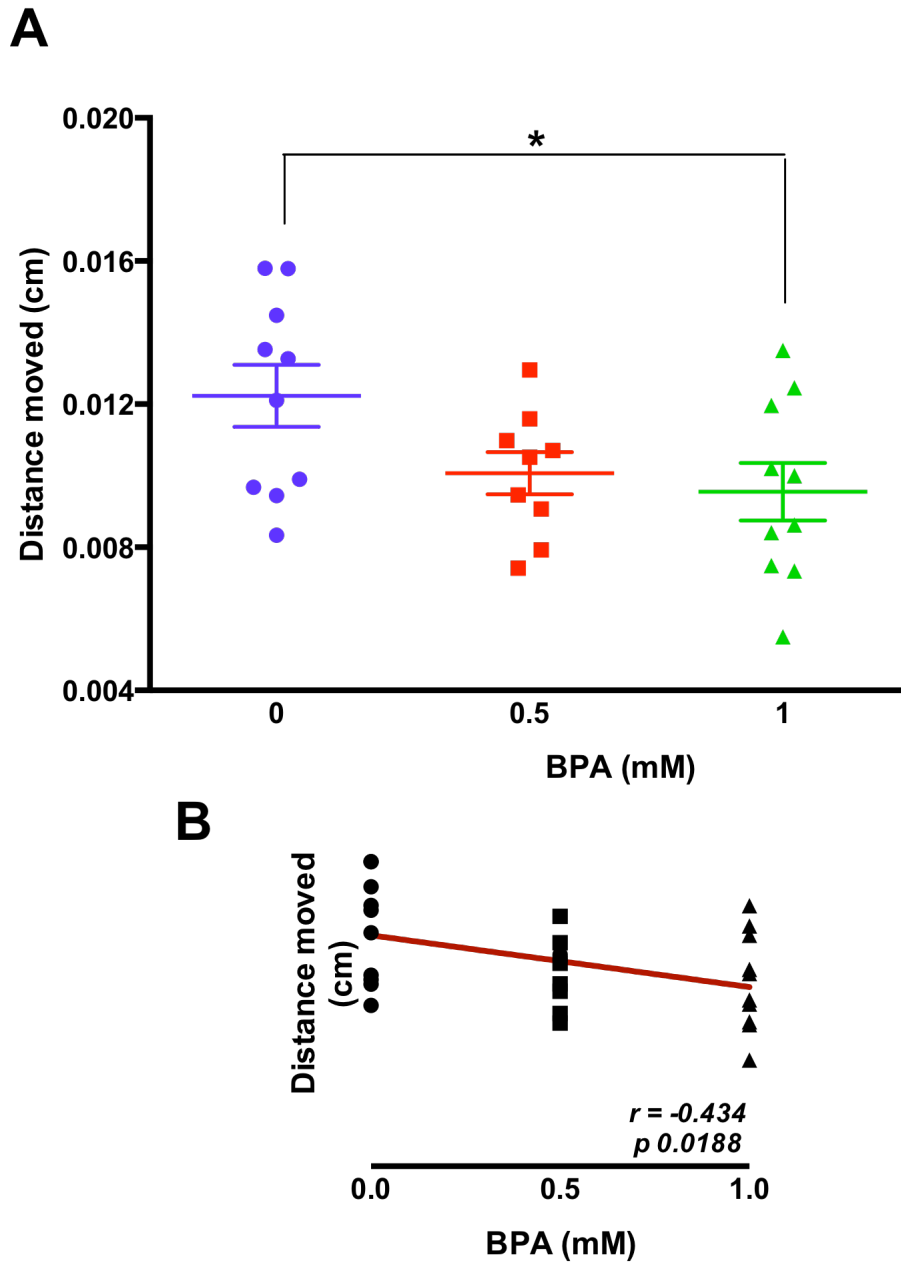 A
0.020
0.016
0.012
0.008
0.004
Distance moved (cm)
*
0 0.5 1
BPA (mM)
B
Distance moved
(cm)
r = -0.434
p 0.0188
0.0 0.5 1.0
BPA (mM)